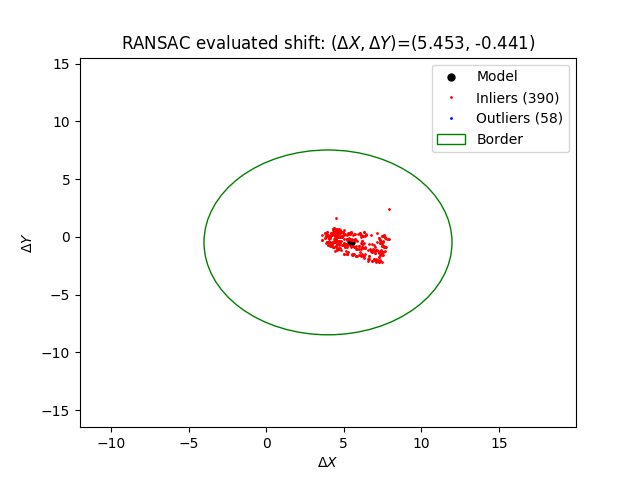 RANSAC evaluated shift: (ΔX, ΔY)=(5.453, -0.441)
Model
Inliers (390)
Outliers (58)
Border
15
10
5
0
−5
−10
−15
ΔY
−10 −5 0 5 10 15
ΔX